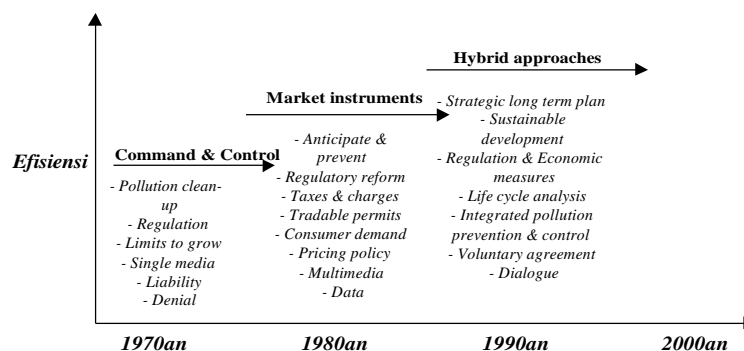 Hybrid approaches
- Strategic long term plan
- Sustainable
development
- Regulation & Economic
measures
- Life cycle analysis
- Integrated pollution
prevention & control
- Voluntary agreement
- Dialogue
Market instruments
- Anticipate &
prevent
- Regulatory reform
- Taxes & charges
- Tradable permits
- Consumer demand
- Pricing policy
- Multimedia
- Data
Efisiensi
Command & Control
- Pollution clean-
up
- Regulation
- Limits to grow
- Single media
- Liability
- Denial
1970an
1980an
1990an
2000an